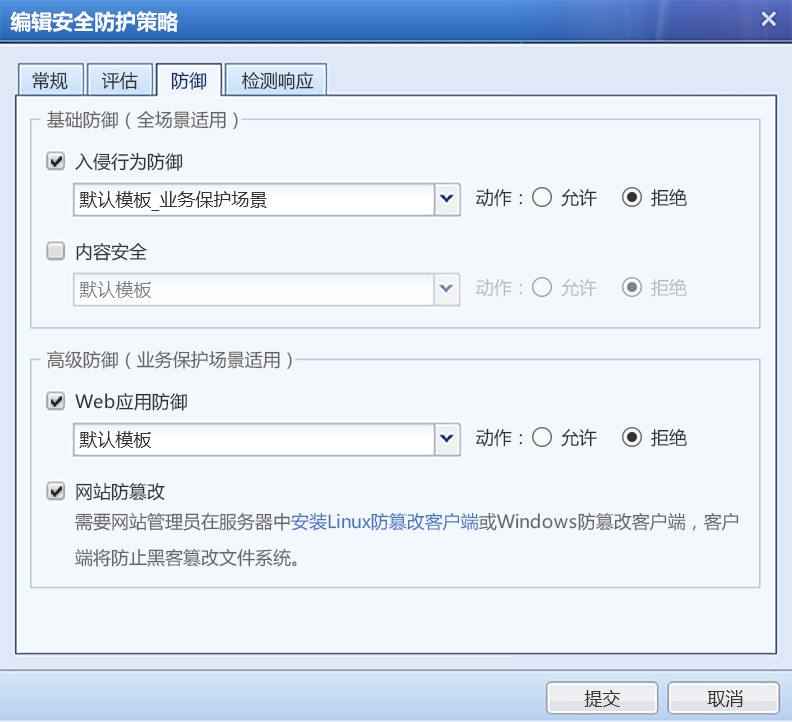 编辑安全防护策略
常规 评估 防御 检测响应
基础防御（全场景适用）
入侵行为防御
默认模板_业务保护场景 动作： 允许 拒绝
内容安全
默认模板 动作： 允许 拒绝
高级防御（业务保护场景适用）
Web应用防御
默认模板 动作： 允许 拒绝
网站防篡改
需要网站管理员在服务器中安装Linux防篡改客户端或Windows防篡改客户端，客户
端将防止黑客篡改文件系统。
提交 取消